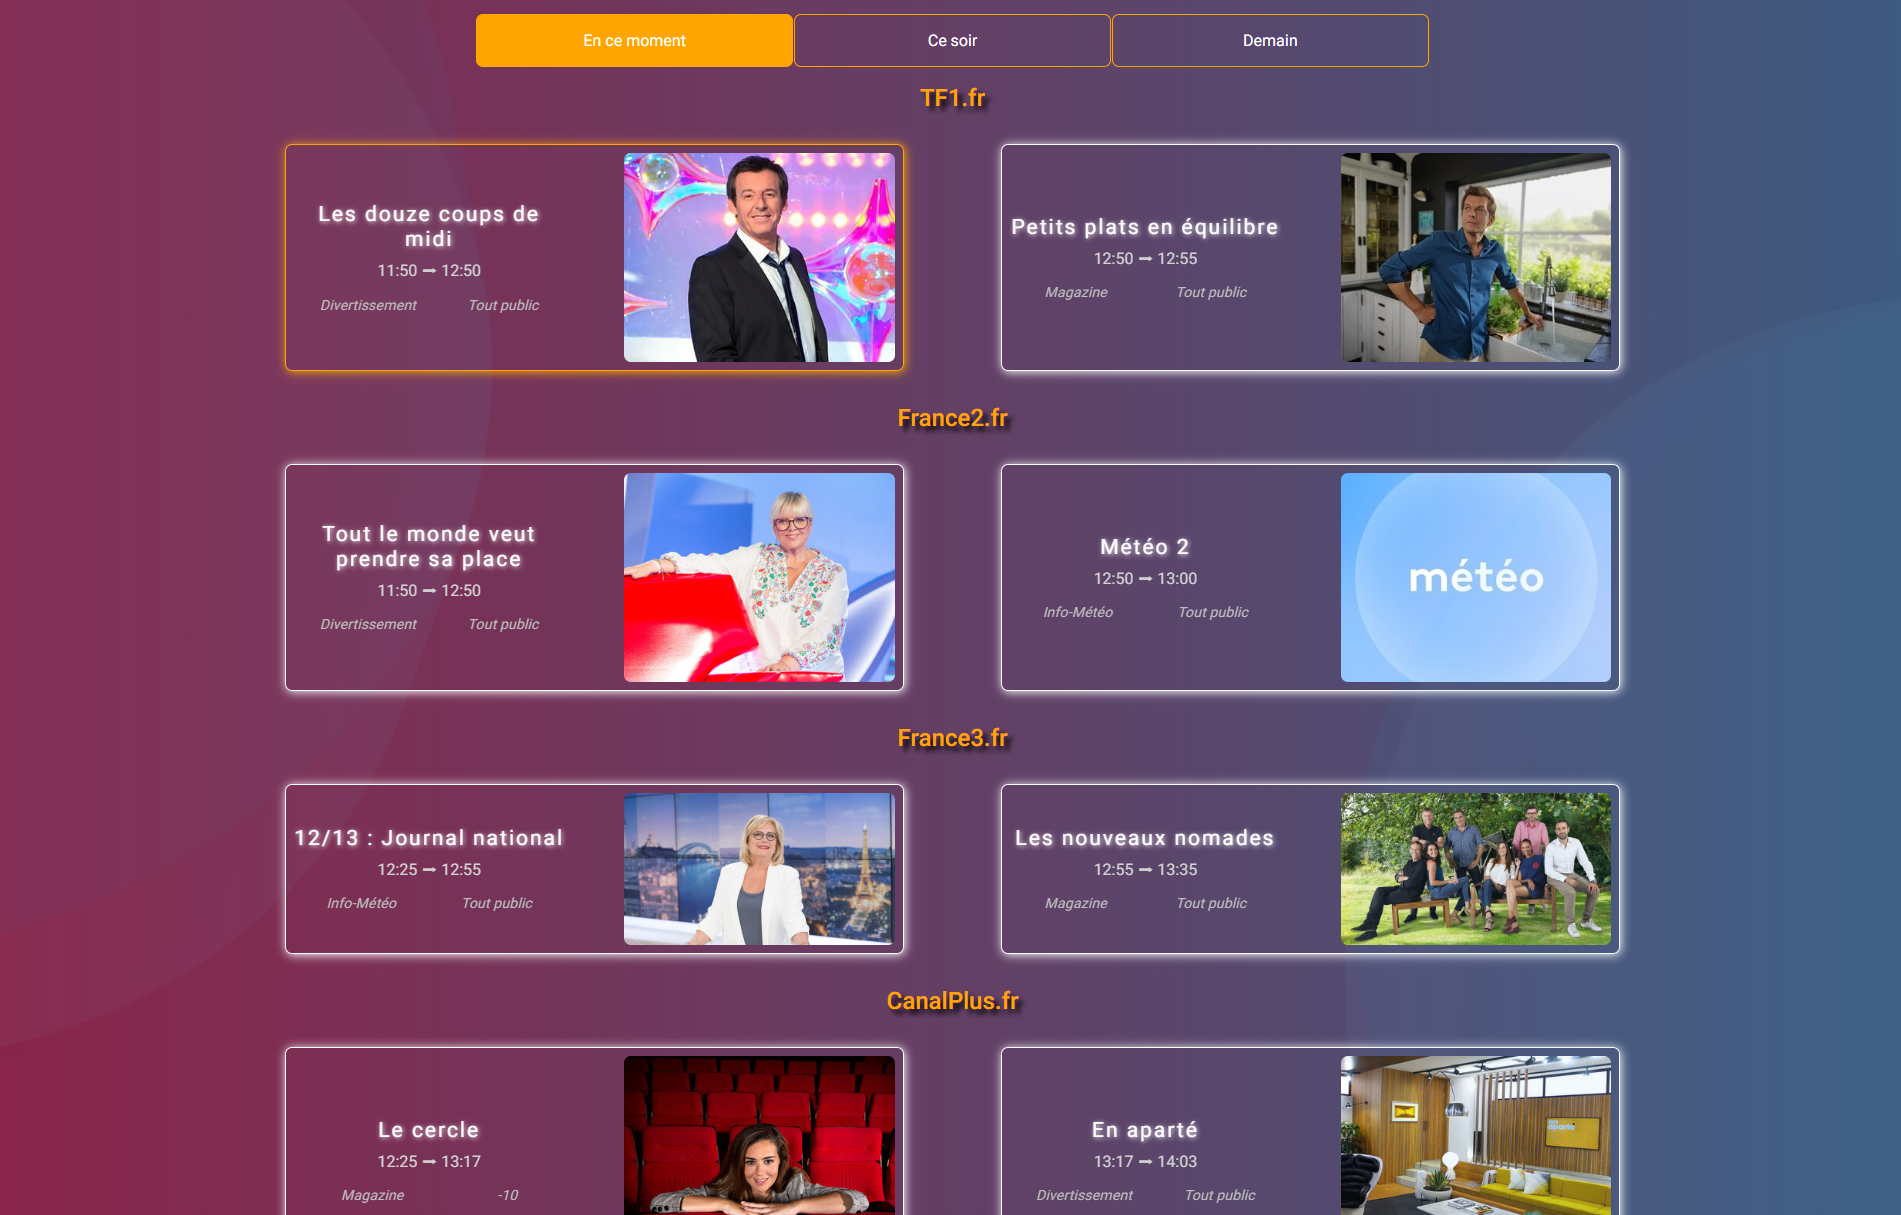 En ce moment
Ce soir
Demain
TF1.fr
Les douze coups de
midi
11:50 ➞ 12:50
Divertissement
Tout public
Petits plats en équilibre
12:50 ➞ 12:55
Magazine
Tout public
France2.fr
Tout le monde veut
prendre sa place
11:50 ➞ 12:50
Divertissement
Tout public
Météo 2
12:50 ➞ 13:00
Info-Météo
Tout public
météo
France3.fr
12/13 : Journal national
12:25 ➞ 12:55
Info-Météo
Tout public
Les nouveaux nomades
12:55 ➞ 13:35
Magazine
Tout public
CanalPlus.fr
Le cercle
12:25 ➞ 13:17
Magazine
-10
En aparté
13:17 ➞ 14:03
Divertissement
Tout public
en
aparté